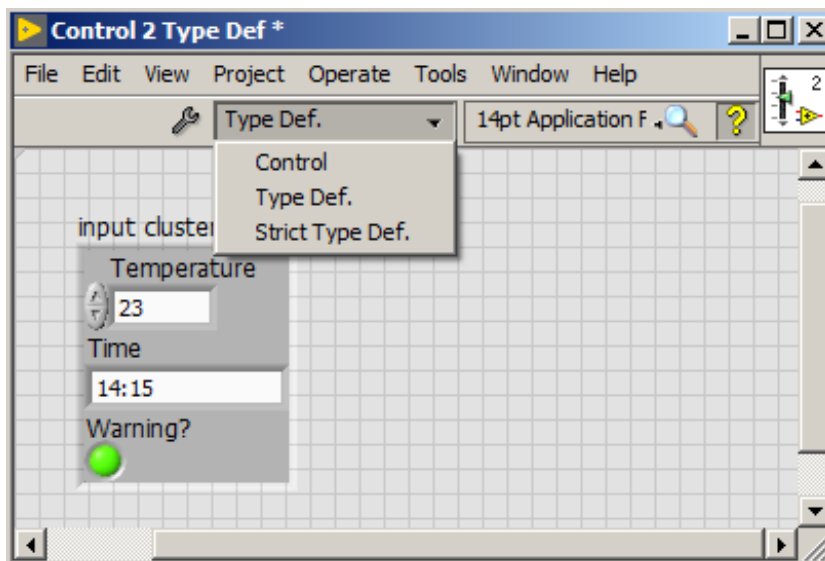 Control 2 Type Def *
File Edit View Project Operate Tools Window Help
2
Type Def. 14pt Application F ?
Control
Type Def.
Strict Type Def.
input cluster
Temperature
23
Time
14:15
Warning?